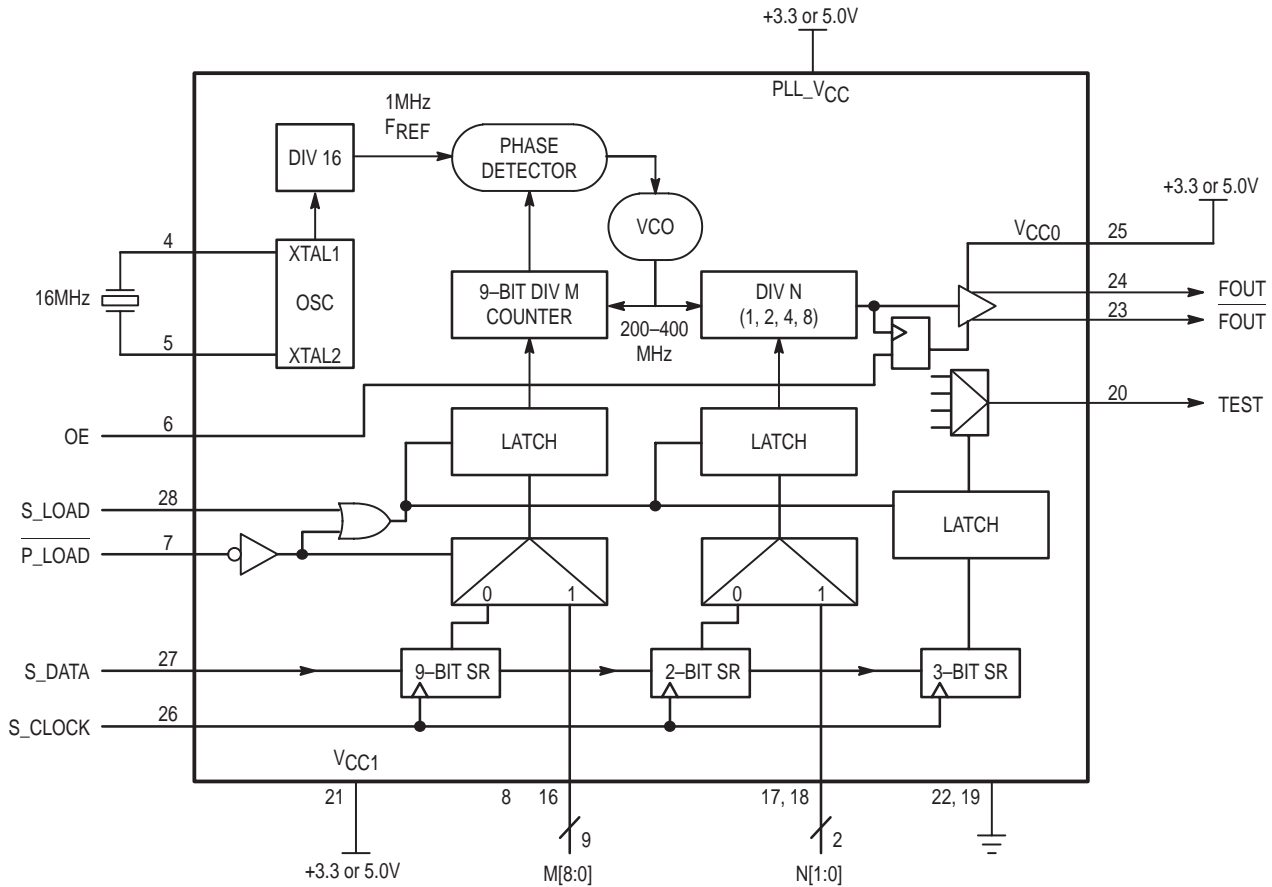 +3.3 or 5.0V
PLL_VCC
1MHz
FREF
DIV 16
PHASE
DETECTOR
+3.3 or 5.0V
VCO
VCC0
25
4
XTAL1
16MHz
OSC
9–BIT DIV M
COUNTER
200–400
MHz
DIV N
(1, 2, 4, 8)
24
FOUT
23
FOUT
5
XTAL2
20
TEST
OE
6
LATCH
LATCH
S_LOAD
28
LATCH
P_LOAD
7
0
1
0
1
S_DATA
27
9–BIT SR
2–BIT SR
3–BIT SR
S_CLOCK
26
VCC1
21
8
16
17, 18
22, 19
9
2
+3.3 or 5.0V
M[8:0]
N[1:0]